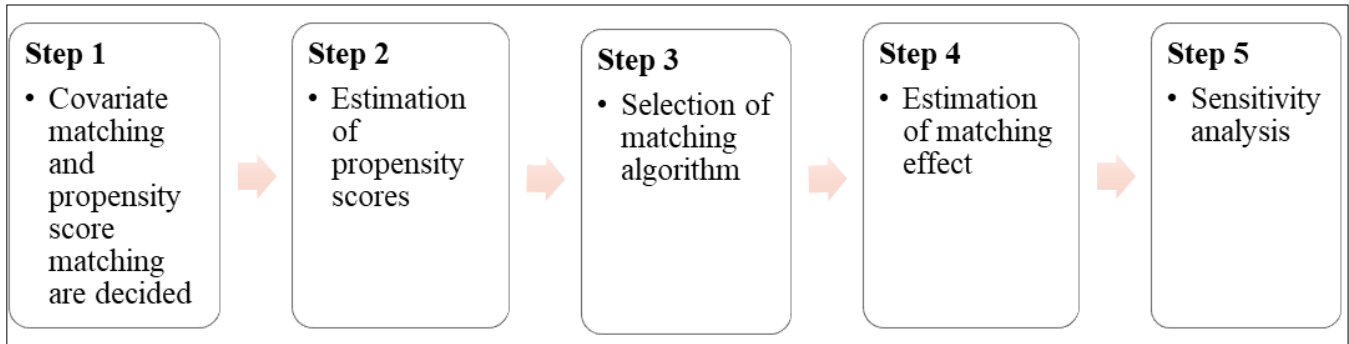 Step 1
• Covariate
matching
and
propensity
score
matching
are decided
Step 2
• Estimation
of
propensity
scores
Step 3
• Selection of
matching
algorithm
Step 4
• Estimation
of matching
effect
Step 5
• Sensitivity
analysis